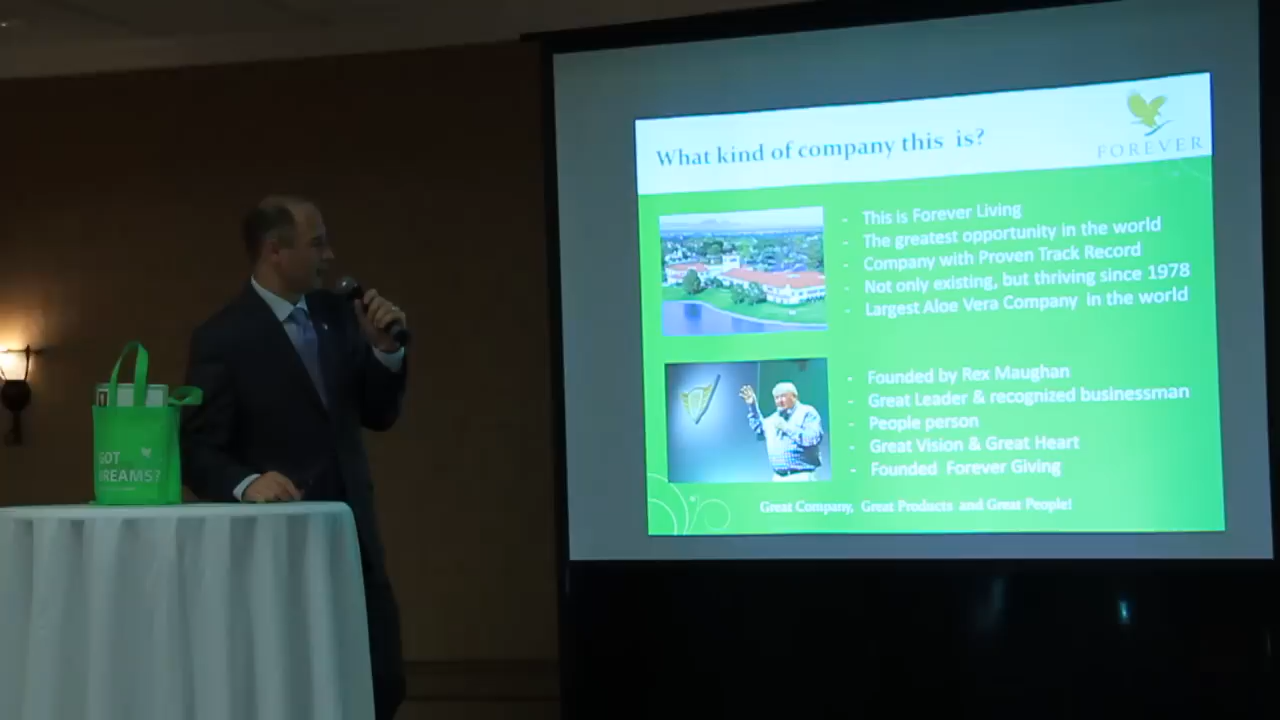 What kind of company this is?
FOREVER
- This is Forever Living
- The greatest opportunity in the world
- Company with Proven Track Record
- Not only existing, but thriving since 1978
- Largest Aloe Vera Company in the world
- Founded by Rex Maughan
- Great Leader & recognized businessman
- People person
- Great Vision & Great Heart
- Founded Forever Giving
Great Company, Great Products and Great People!
GOT
DREAMS?